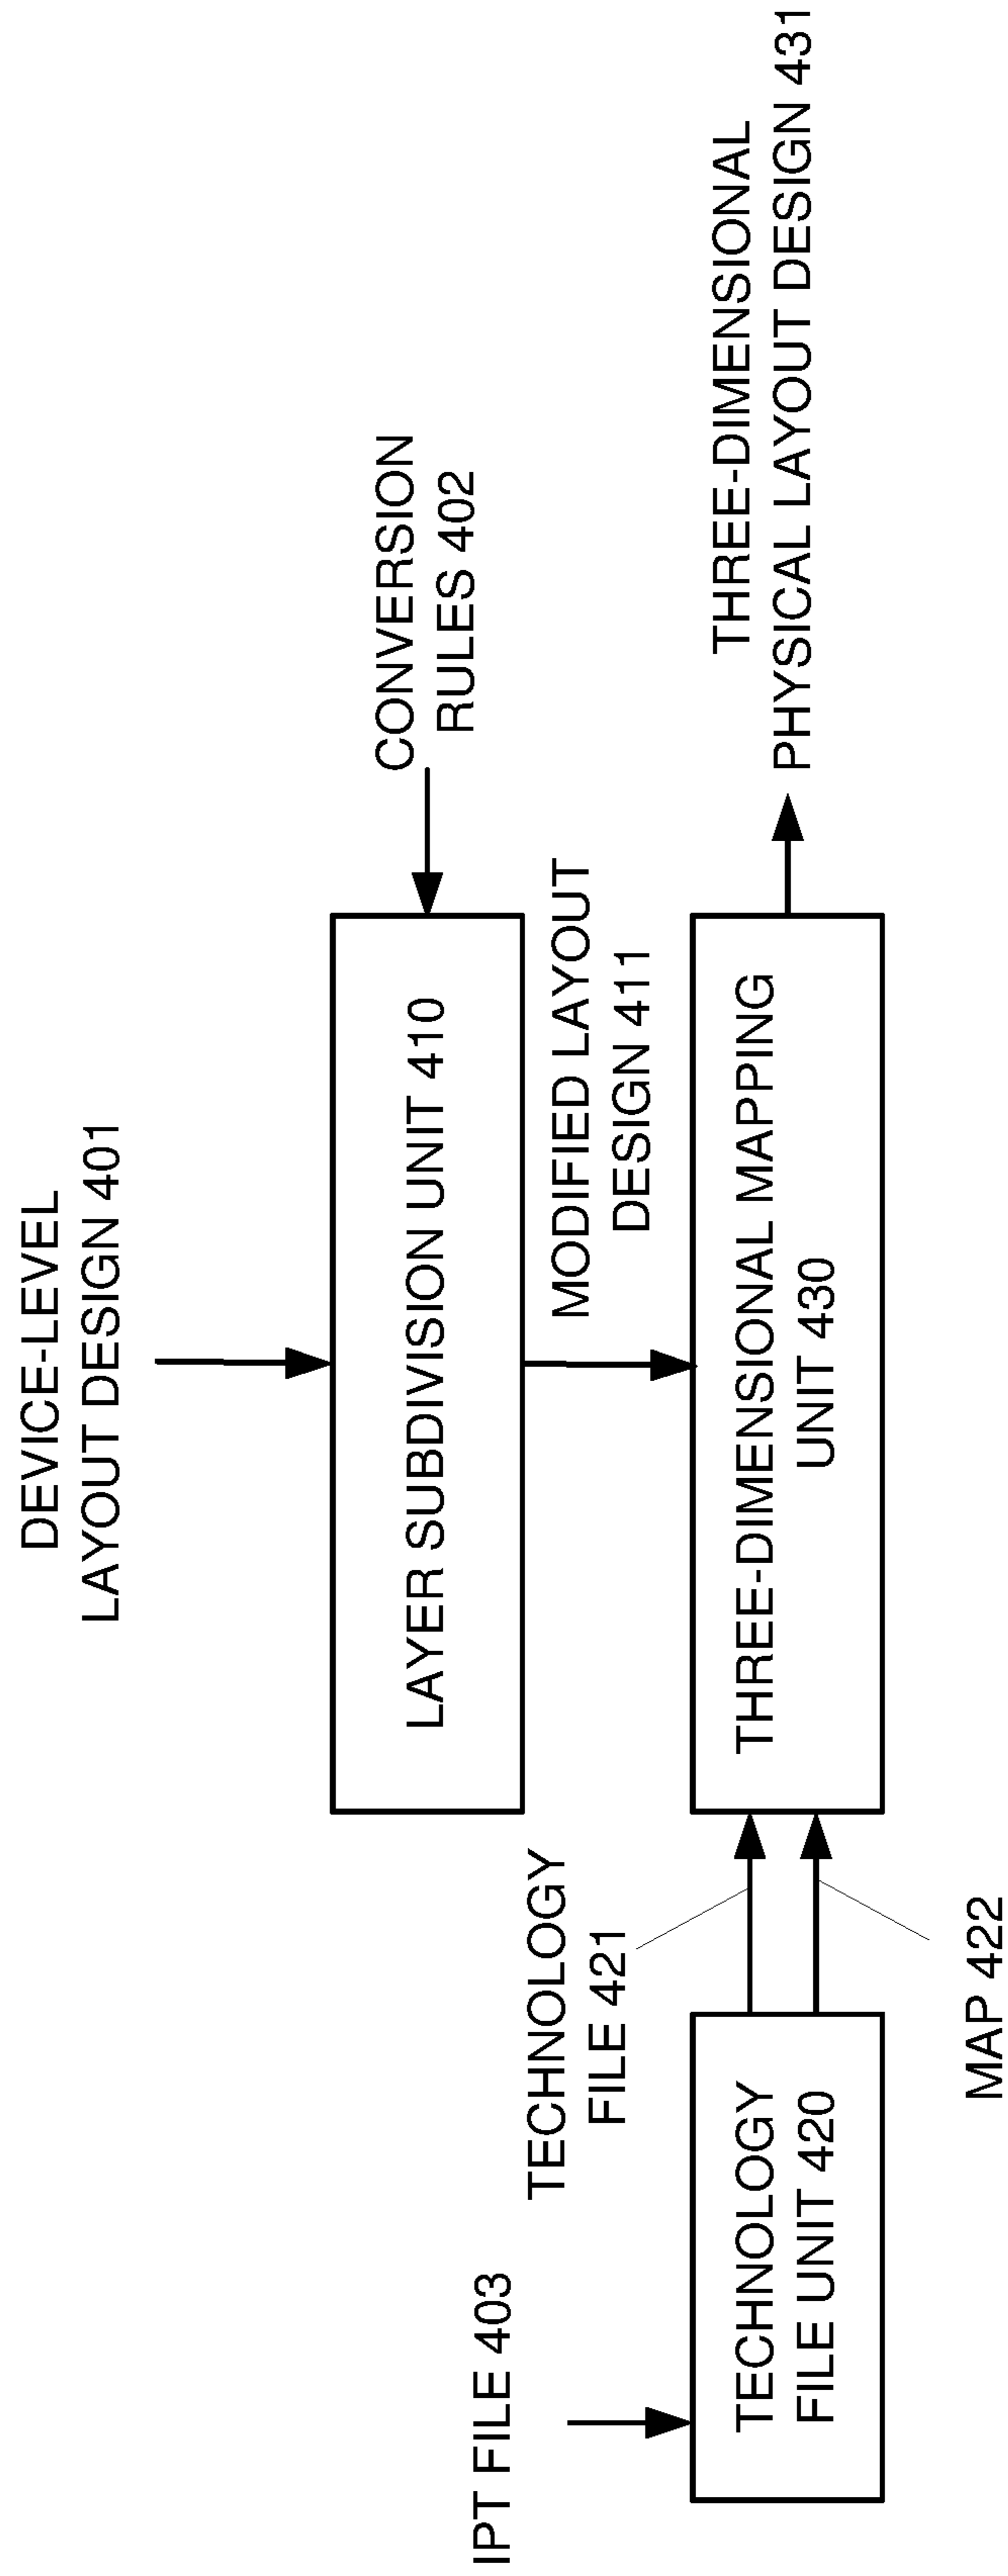 DEVICE-LEVEL
LAYOUT DESIGN 401
CONVERSION
RULES 402
LAYER SUBDIVISION UNIT 410
IPT FILE 403
TECHNOLOGY
FILE 421
MODIFIED LAYOUT
DESIGN 411
THREE-DIMENSIONAL
PHYSICAL LAYOUT DESIGN 431
TECHNOLOGY
FILE UNIT 420
THREE-DIMENSIONAL MAPPING
UNIT 430
MAP 422